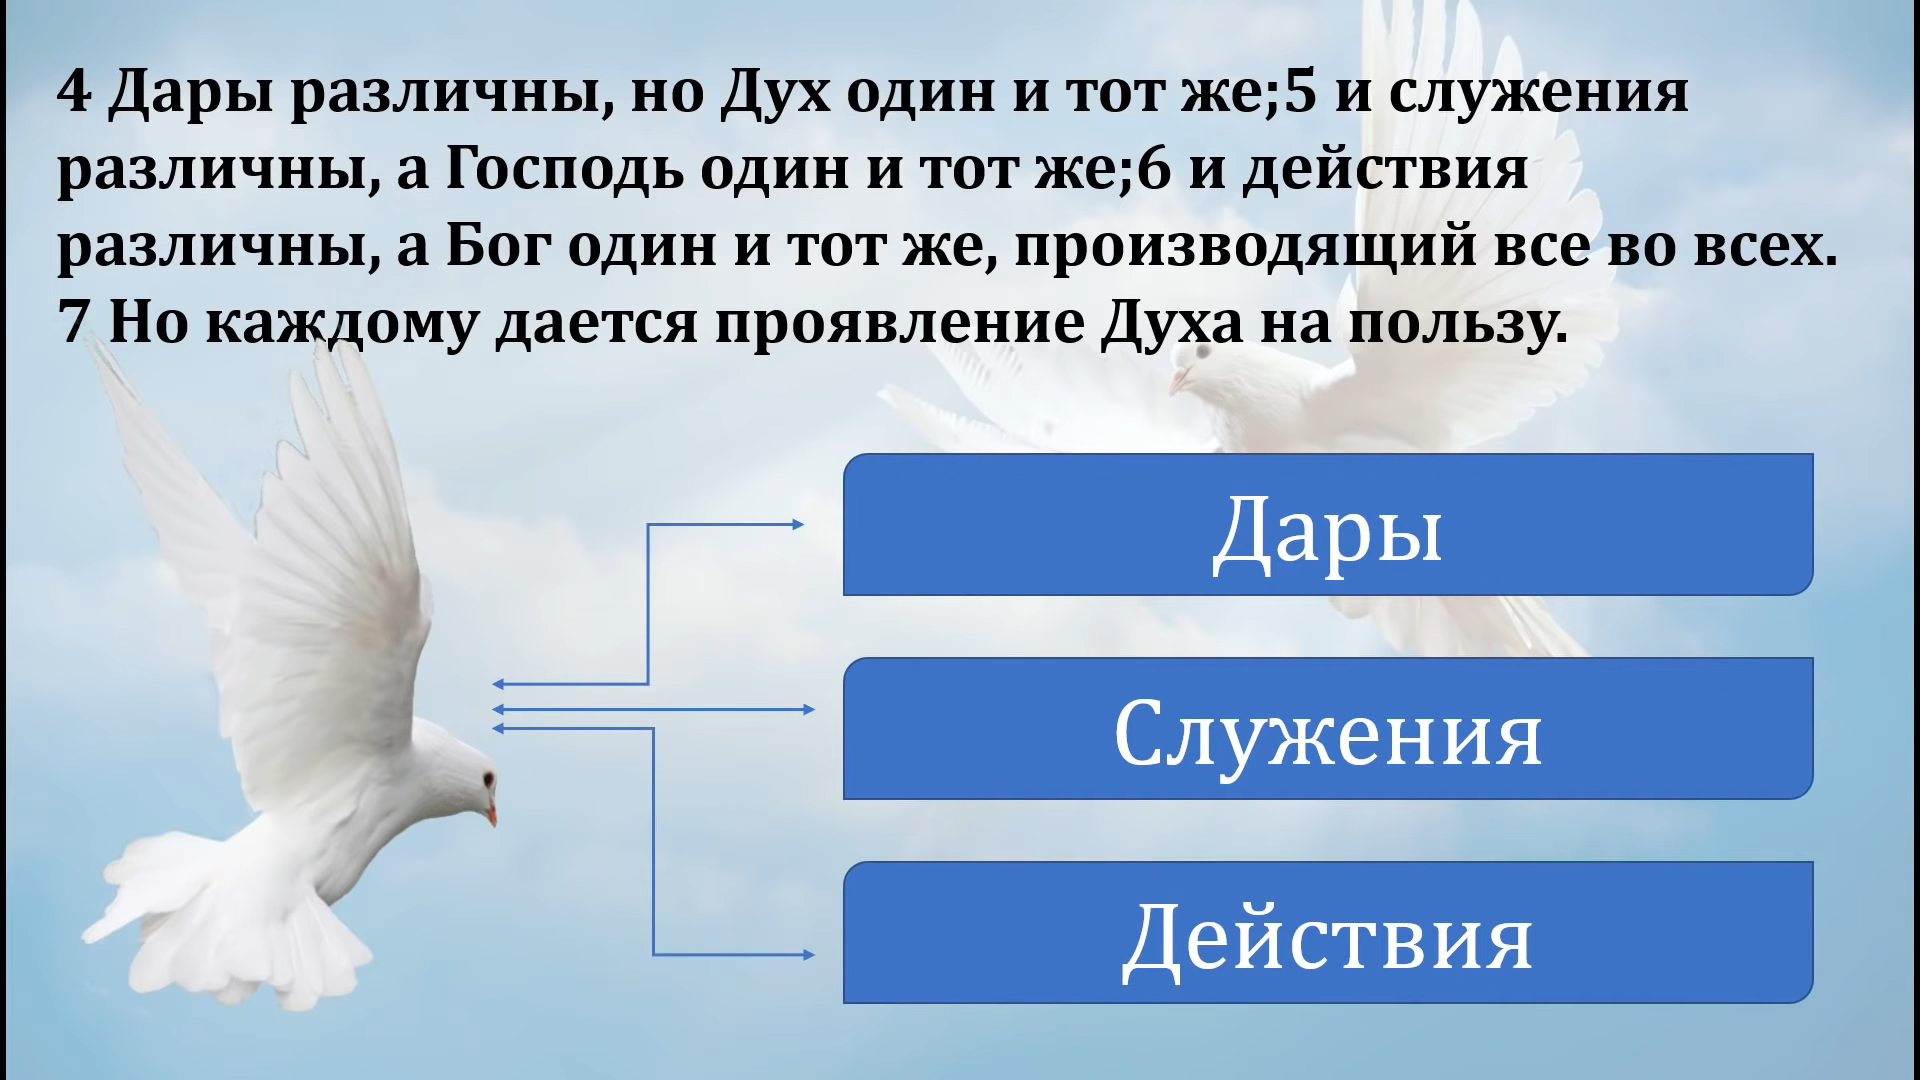 4 Дары различны, но Дух один и тот же;5 и служения
различны, а Господь один и тот же;6 и действия
различны, а Бог один и тот же, производящий все во всех.
7 Но каждому дается проявление Духа на пользу.
Дары
Служения
Действия